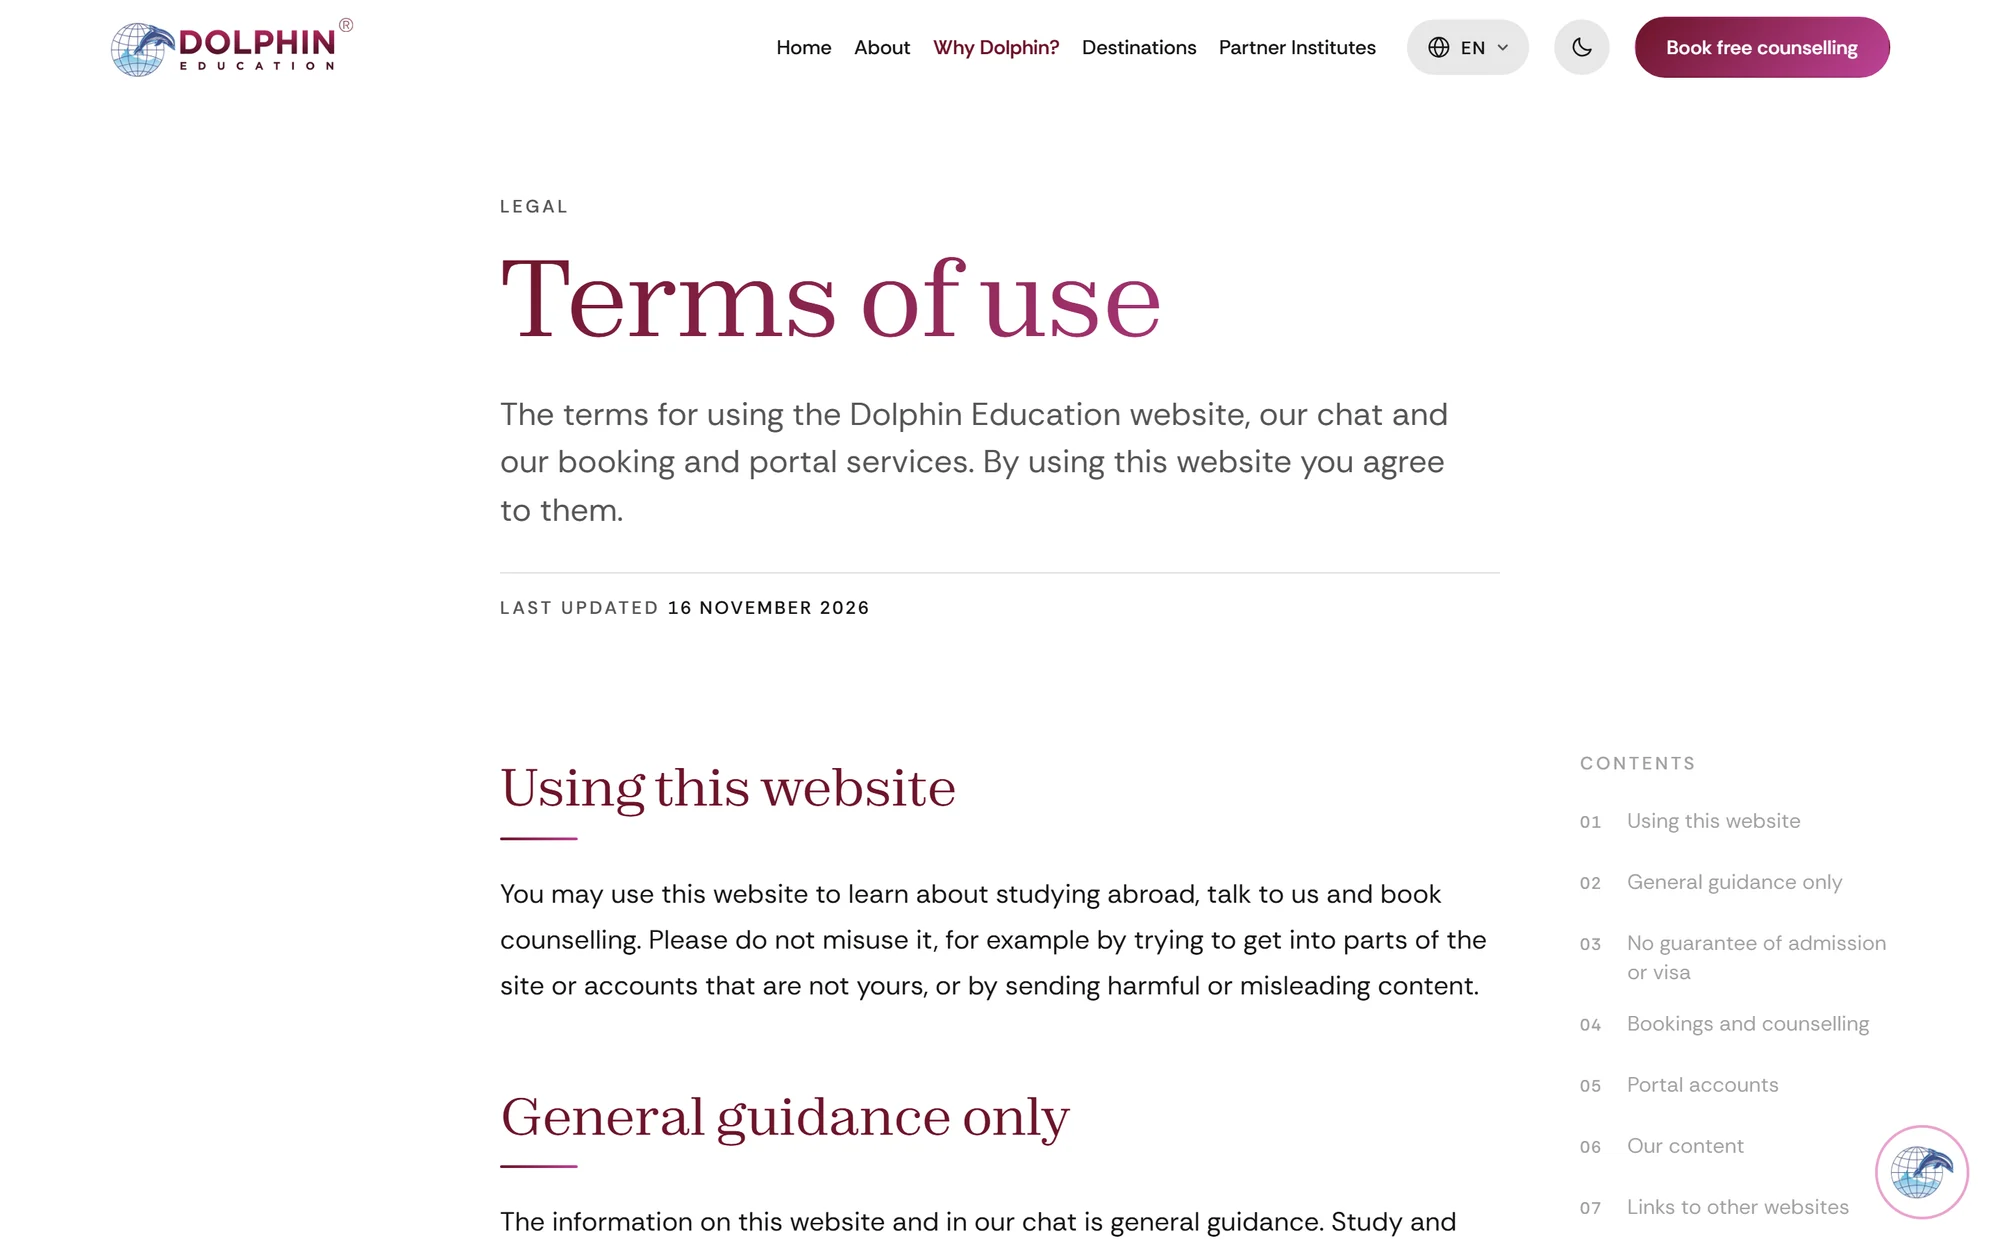 DOLPHIN ®
EDUCATION
Home About Why Dolphin? Destinations Partner Institutes EN Book free counselling
LEGAL
Terms of use
The terms for using the Dolphin Education website, our chat and
our booking and portal services. By using this website you agree
to them.
LAST UPDATED 16 NOVEMBER 2026
Using this website
You may use this website to learn about studying abroad, talk to us and book
counselling. Please do not misuse it, for example by trying to get into parts of the
site or accounts that are not yours, or by sending harmful or misleading content.
General guidance only
The information on this website and in our chat is general guidance. Study and
CONTENTS
01 Using this website
02 General guidance only
03 No guarantee of admission
or visa
04 Bookings and counselling
05 Portal accounts
06 Our content
07 Links to other websites